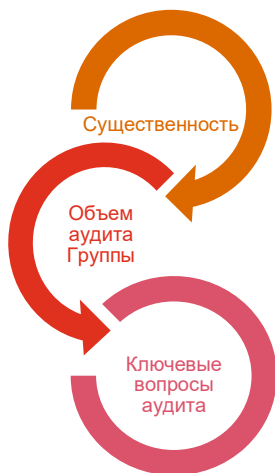 Существенность
Объем
аудита
Группы
Ключевые
вопросы
аудита